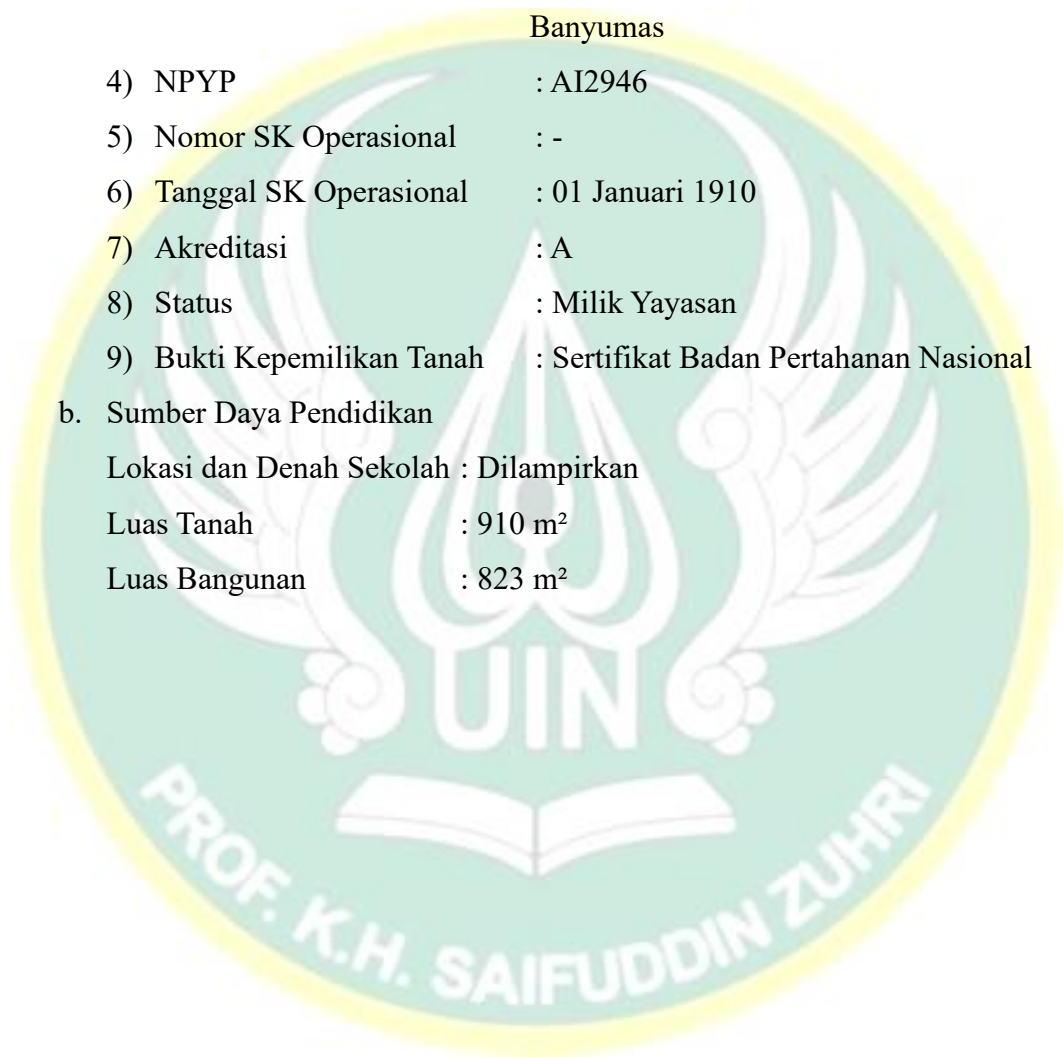 Banyumas
4) NPYP : AI2946
5) Nomor SK Operasional : -
6) Tanggal SK Operasional : 01 Januari 1910
7) Akreditasi : A
8) Status : Milik Yayasan
9) Bukti Kepemilikan Tanah : Sertifikat Badan Pertahanan Nasional
b. Sumber Daya Pendidikan
Lokasi dan Denah Sekolah : Dilampirkan
Luas Tanah : 910 m²
Luas Bangunan : 823 m²
UIN
PROF. K.H. SAIFUDDIN ZUHRI